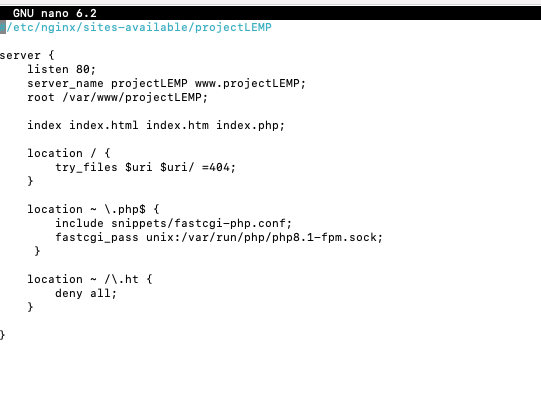 GNU nano 6.2
#/etc/nginx/sites-available/projectLEMP
server {
listen 80;
server_name projectLEMP www.projectLEMP;
root /var/www/projectLEMP;
index index.html index.htm index.php;
location / {
try_files $uri $uri/ =404;
}
location ~ \.php$ {
include snippets/fastcgi-php.conf;
fastcgi_pass unix:/var/run/php/php8.1-fpm.sock;
}
location ~ /\.ht {
deny all;
}
}